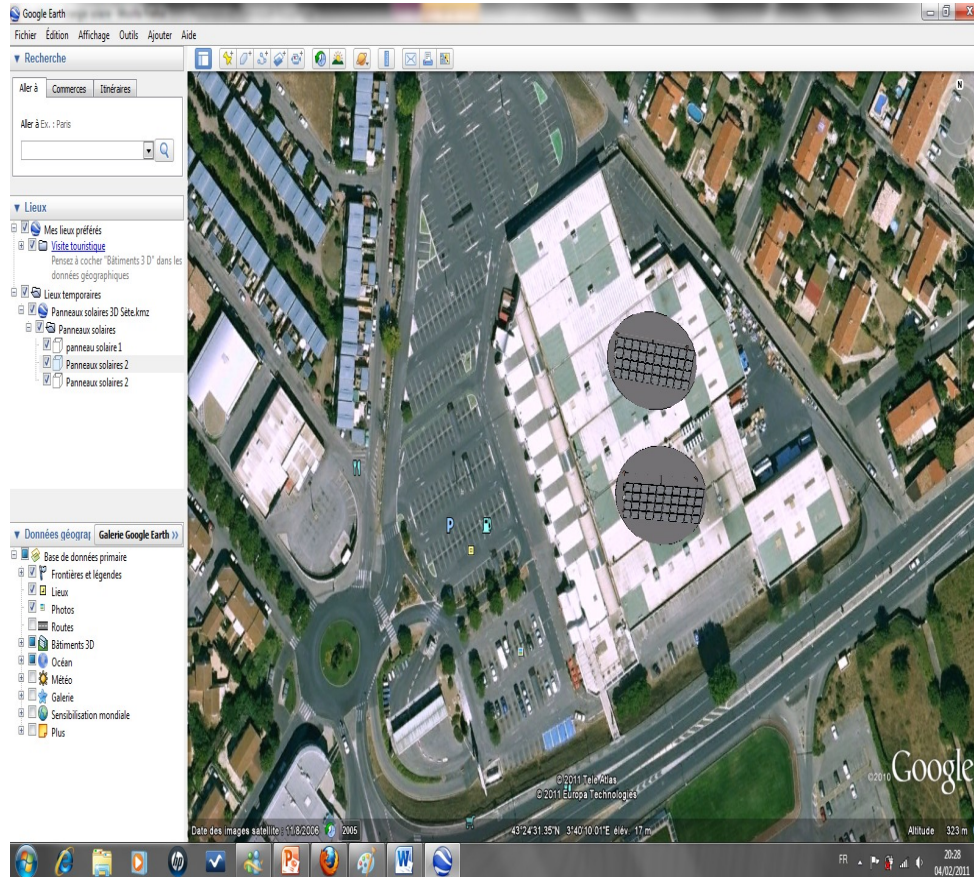 Google Earth
Fichier Édition Affichage Outils Ajouter Aide
▼ Recherche
Aller à Commerces Itinéraires
Aller à Ex. : Paris
▼ Lieux
Mes lieux préférés
Visite touristique
Pensez à cocher "Bâtiments 3 D" dans les
données géographiques
Lieux temporaires
Panneaux solaires 3D Séte.kmz
Panneaux solaires
panneau solaire 1
Panneaux solaires 2
Panneaux solaires 2
▼ Données géograp Galerie Google Earth >>
Base de données primaire
Frontières et légendes
Lieux
Photos
Routes
Bâtiments 3D
Océan
Météo
Galerie
Sensibilisation mondiale
Plus
N
P
© 2011 Tele Atlas
© 2011 Europa Technologies
©2010 Google
Date des images satellite : 11/8/2006 2005
43°24'31.35"N 3°40'10.01"E élév. 17 m
Altitude 323 m
FR
20:28
04/02/2011